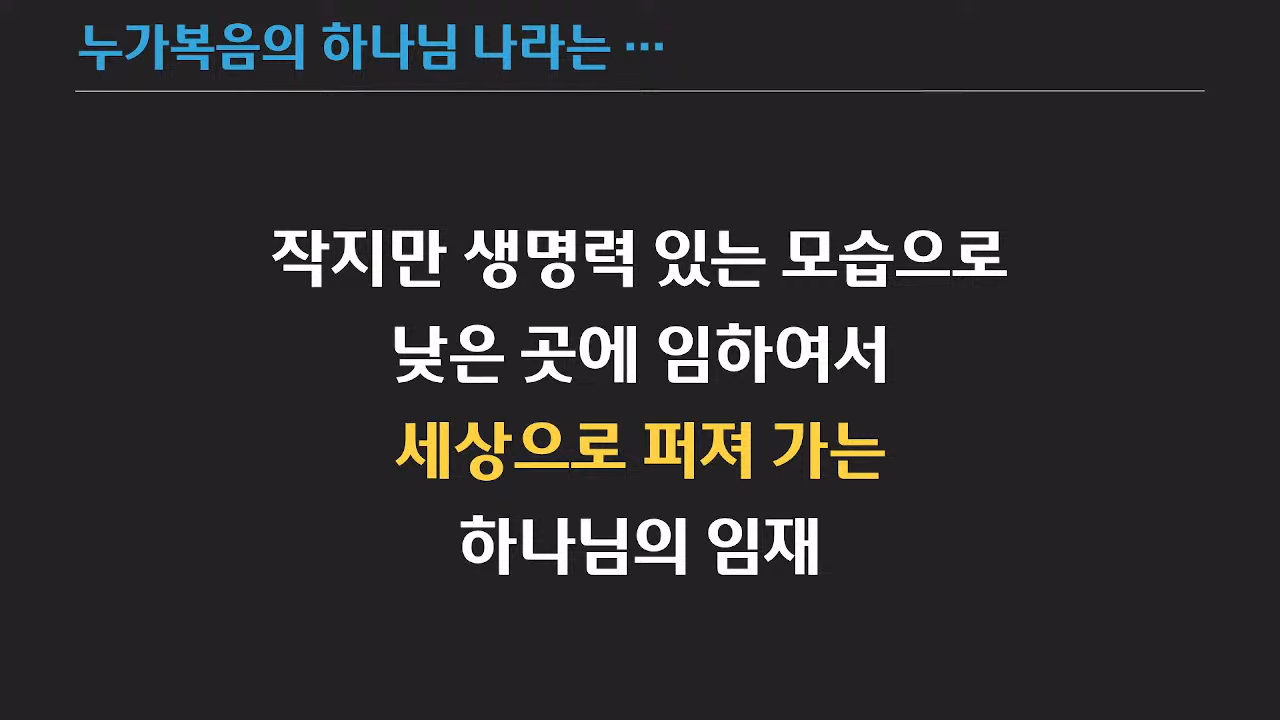 누가복음의 하나님 나라는 …
작지만 생명력 있는 모습으로
낮은 곳에 임하여서
세상으로 퍼져 가는
하나님의 임재